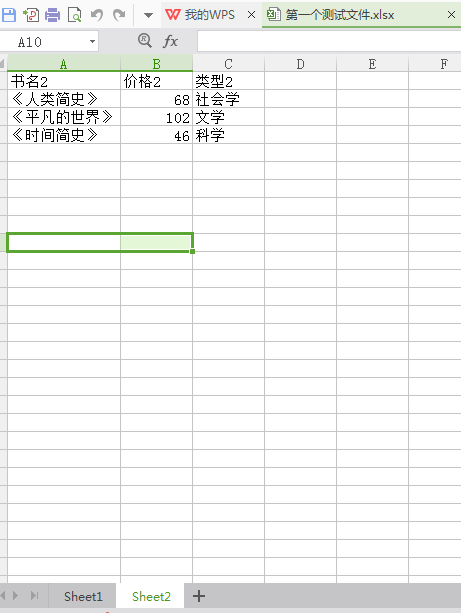 我的WPS 第一个测试文件.xlsx
A10 fx
A B C D E F
书名2 价格2 类型2
《人类简史》 68 社会学
《平凡的世界》 102 文学
《时间简史》 46 科学
Sheet1 Sheet2